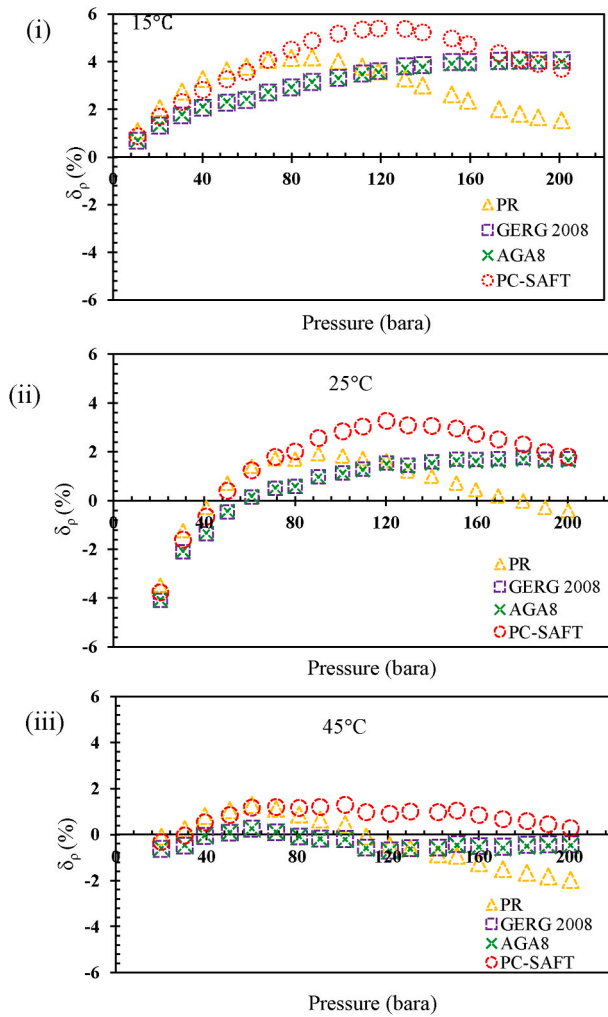 (i)
15°C
6
4
2
0
-2
-4
-6
0 40 80 120 160 200
δρ (%)
PR
GERG 2008
AGA8
PC-SAFT
Pressure (bara)
(ii)
25°C
6
4
2
0
-2
-4
-6
0 40 80 120 160 200
δρ (%)
PR
GERG 2008
AGA8
PC-SAFT
Pressure (bara)
(iii)
45°C
6
4
2
0
-2
-4
-6
0 40 80 120 160 200
δρ (%)
PR
GERG 2008
AGA8
PC-SAFT
Pressure (bara)